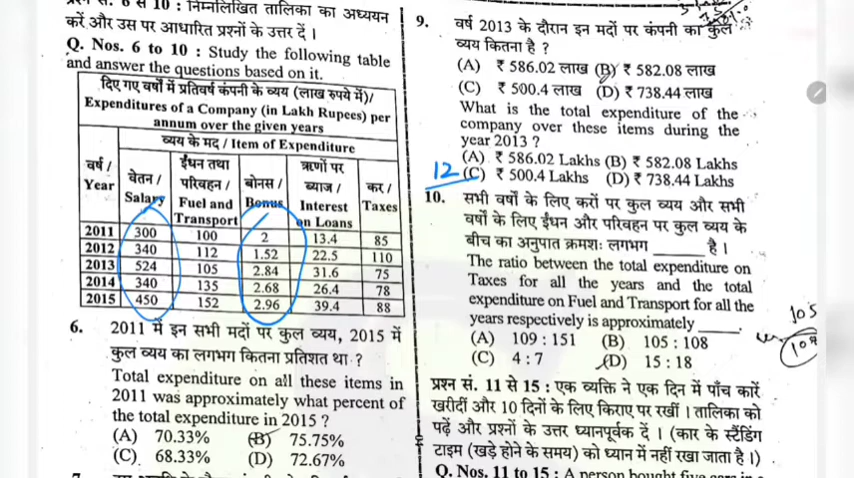 प्रश्न सं. 6 से 10 : निम्नलिखित तालिका का अध्ययन
करें और उस पर आधारित प्रश्नों के उत्तर दें ।
Q. Nos. 6 to 10 : Study the following table
and answer the questions based on it.
दिए गए वर्षों में प्रतिवर्ष कंपनी के व्यय (लाख रुपये में)/
Expenditures of a Company (in Lakh Rupees) per
annum over the given years
व्यय के मद / Item of Expenditure
वर्ष / Year वेतन / Salary ईंधन तथा परिवहन / Fuel and Transport बोनस / Bonus ऋणों पर ब्याज / Interest on Loans कर / Taxes
2011 300 100 2 13.4 85
2012 340 112 1.52 22.5 110
2013 524 105 2.84 31.6 75
2014 340 135 2.68 26.4 78
2015 450 152 2.96 39.4 88
6. 2011 में इन सभी मदों पर कुल व्यय, 2015 में
कुल व्यय का लगभग कितना प्रतिशत था ?
Total expenditure on all these items in
2011 was approximately what percent of
the total expenditure in 2015 ?
(A) 70.33% (B) 75.75%
(C) 68.33% (D) 72.67%
9. वर्ष 2013 के दौरान इन मदों पर कंपनी का कुल
व्यय कितना है ?
(A) ₹ 586.02 लाख (B) ₹ 582.08 लाख
(C) ₹ 500.4 लाख (D) ₹ 738.44 लाख
What is the total expenditure of the
company over these items during the
year 2013 ?
(A) ₹ 586.02 Lakhs (B) ₹ 582.08 Lakhs
12 (C) ₹ 500.4 Lakhs (D) ₹ 738.44 Lakhs
10. सभी वर्षों के लिए करों पर कुल व्यय और सभी
वर्षों के लिए ईंधन और परिवहन पर कुल व्यय के
बीच का अनुपात क्रमशः लगभग ______ है ।
The ratio between the total expenditure on
Taxes for all the years and the total
expenditure on Fuel and Transport for all the
years respectively is approximately ______.
105
(A) 109 : 151 (B) 105 : 108
(C) 4 : 7 (D) 15 : 18
प्रश्न सं. 11 से 15 : एक व्यक्ति ने एक दिन में पाँच कारें
खरीदीं और 10 दिनों के लिए किराए पर रखीं । तालिका को
पढ़ें और प्रश्नों के उत्तर ध्यानपूर्वक दें । (कार के स्टैंडिंग
टाइम (खड़े होने के समय) को ध्यान में नहीं रखा जाता है ।)
Q. Nos. 11 to 15 : A person bought five cars in